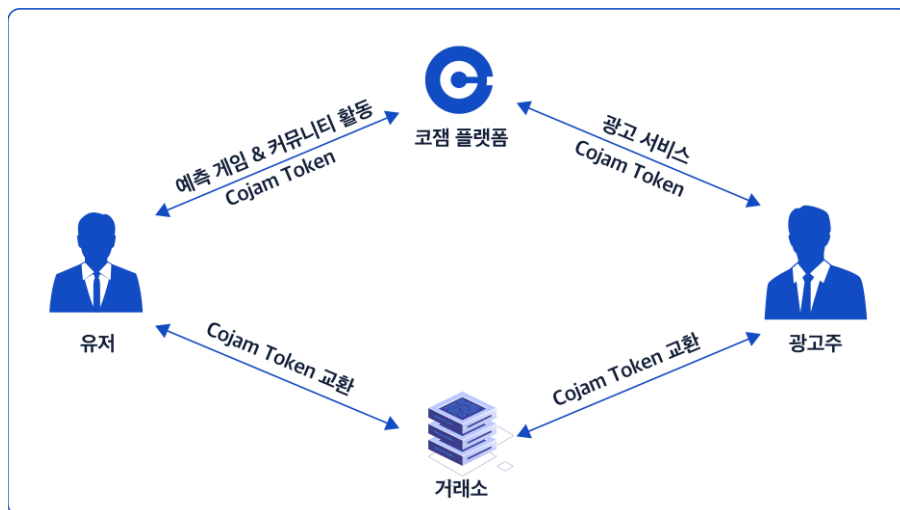 코잼 플랫폼
예측 게임 & 커뮤니티 활동
Cojam Token
광고 서비스
Cojam Token
유저
광고주
Cojam Token 교환
Cojam Token 교환
거래소